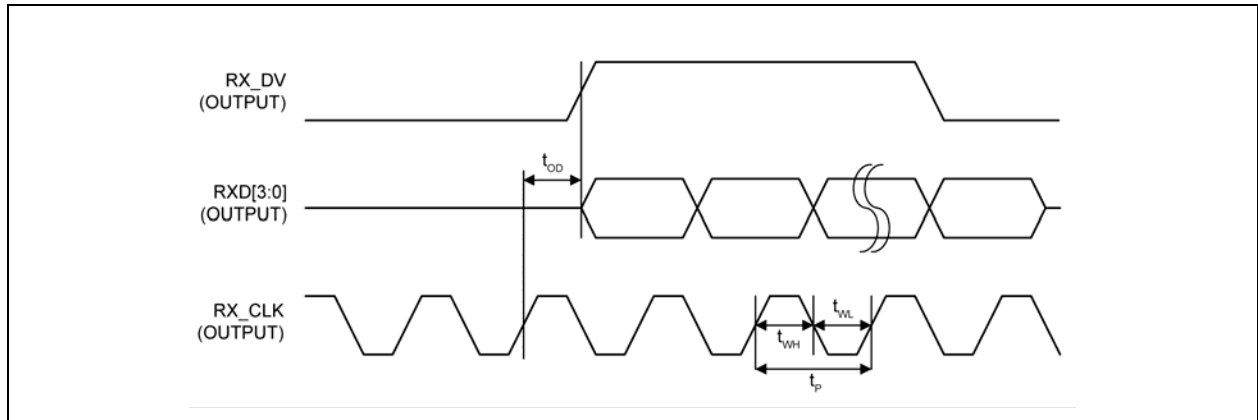 RX_DV
(OUTPUT)
t_OD
RXD[3:0]
(OUTPUT)
RX_CLK
(OUTPUT)
t_WL
t_WH
t_P